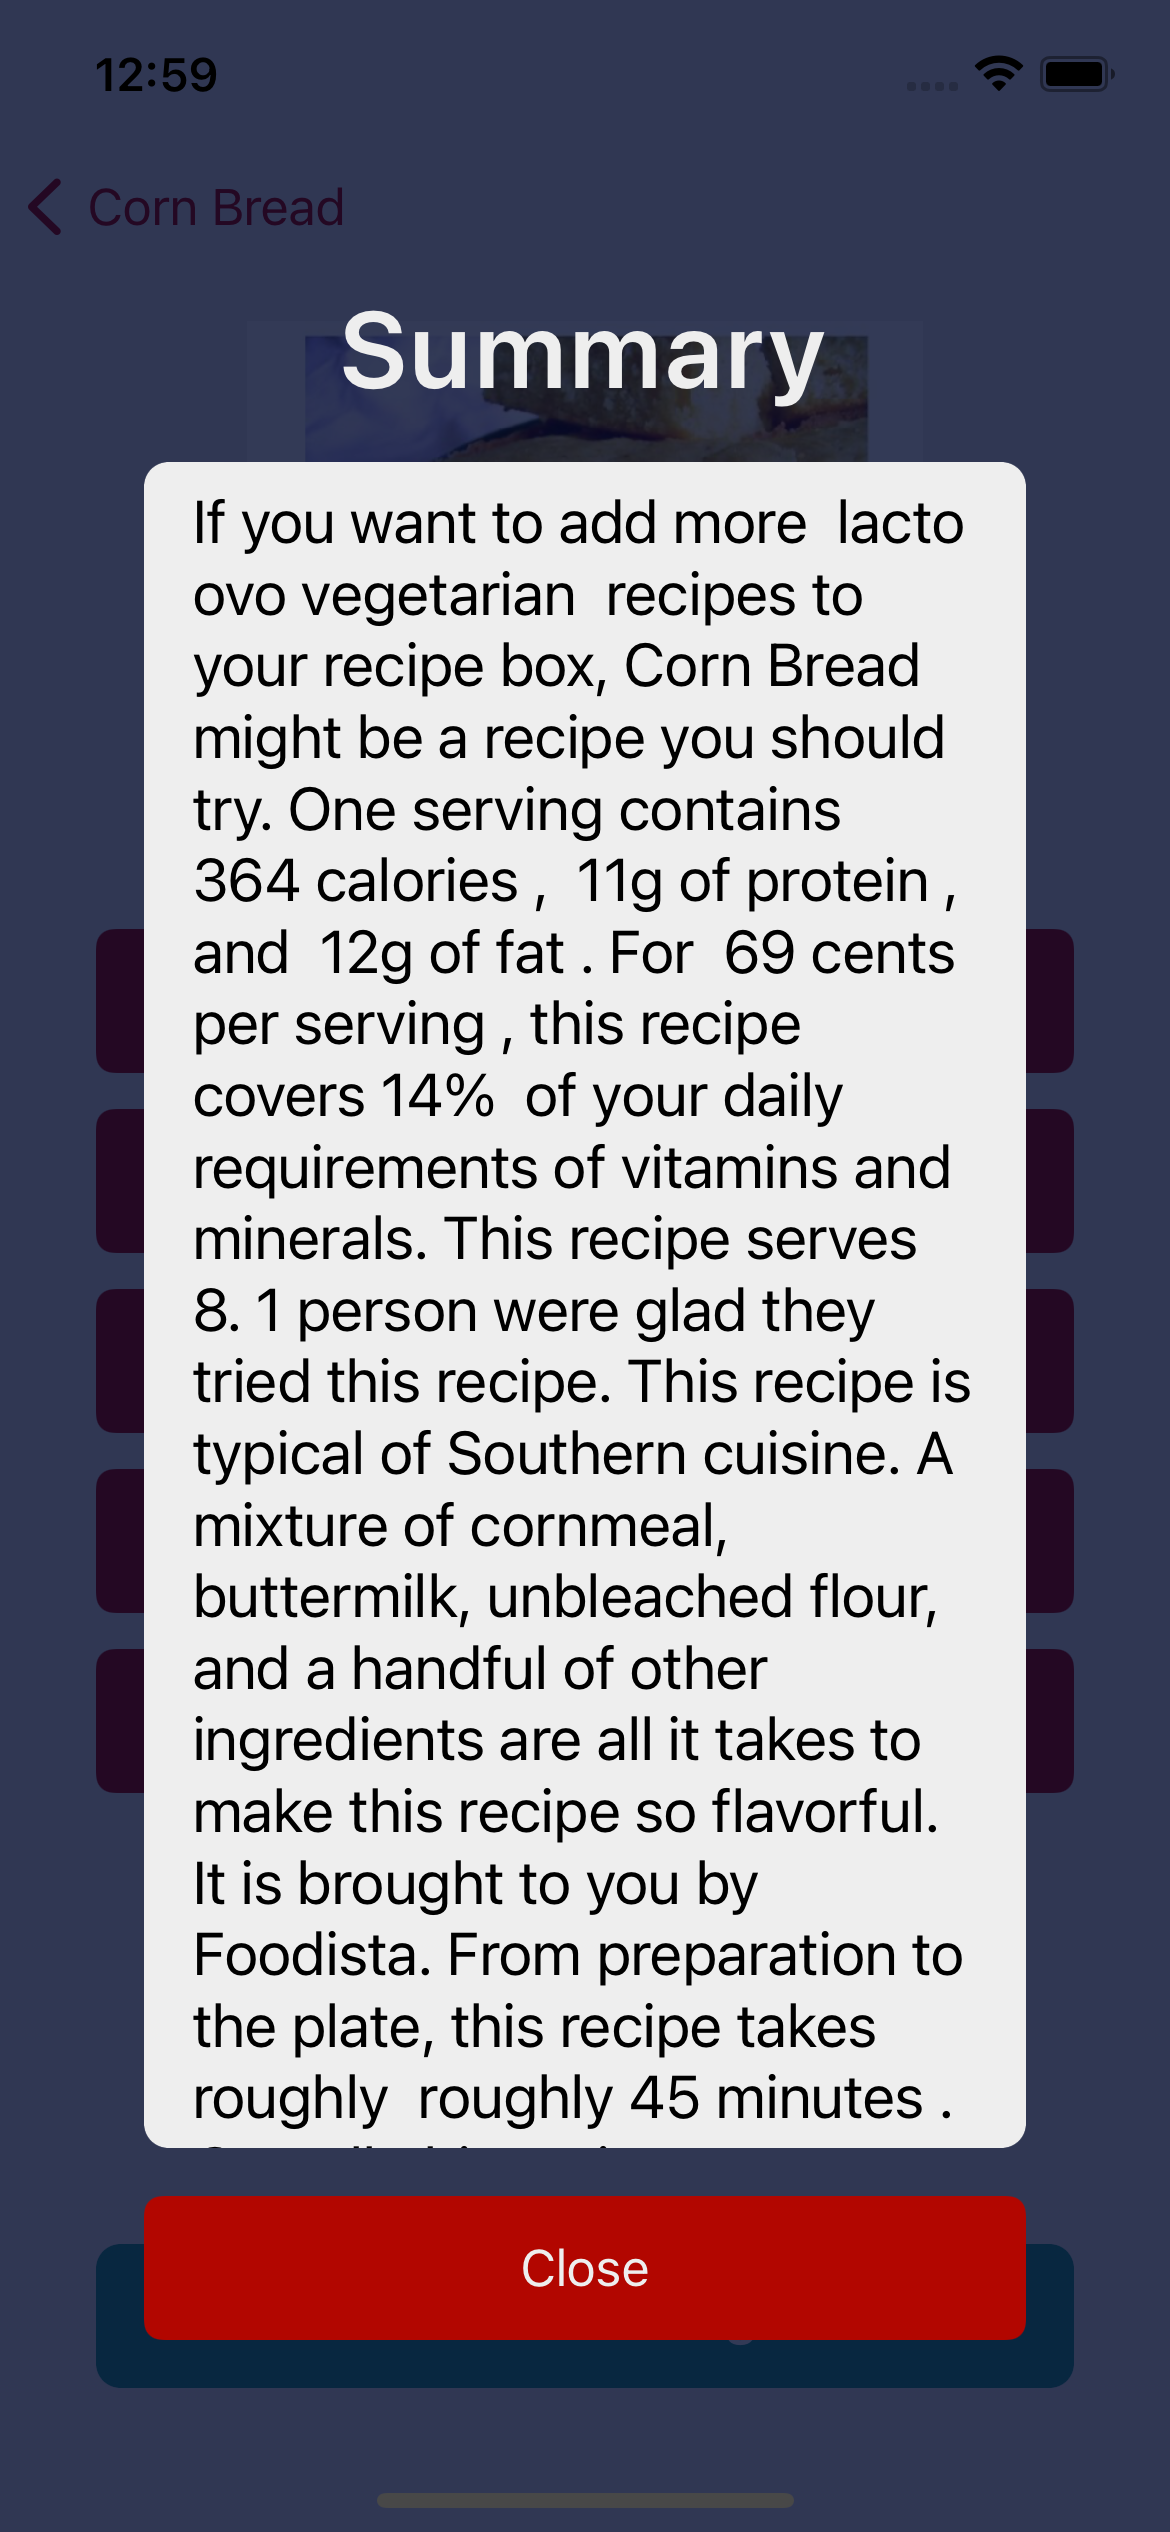 12:59
Corn Bread
Summary
If you want to add more  lacto
ovo vegetarian  recipes to
your recipe box, Corn Bread
might be a recipe you should
try. One serving contains
364 calories ,  11g of protein ,
and  12g of fat . For  69 cents
per serving , this recipe
covers 14%  of your daily
requirements of vitamins and
minerals. This recipe serves
8. 1 person were glad they
tried this recipe. This recipe is
typical of Southern cuisine. A
mixture of cornmeal,
buttermilk, unbleached flour,
and a handful of other
ingredients are all it takes to
make this recipe so flavorful.
It is brought to you by
Foodista. From preparation to
the plate, this recipe takes
roughly  roughly 45 minutes .
Close